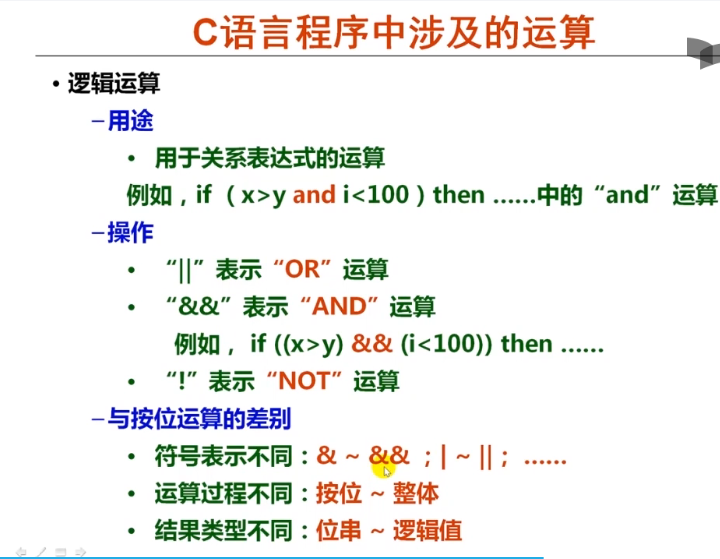 C语言程序中涉及的运算
• 逻辑运算
–用途
• 用于关系表达式的运算
例如，if （x>y and i<100 ) then ……中的“and”运算
–操作
• “||”表示“OR”运算
• “&&”表示“AND”运算
例如， if ((x>y) && (i<100)) then ……
• “!”表示“NOT”运算
–与按位运算的差别
• 符号表示不同：& ~ && ；| ~ || ； ……
• 运算过程不同：按位 ~ 整体
• 结果类型不同：位串 ~ 逻辑值